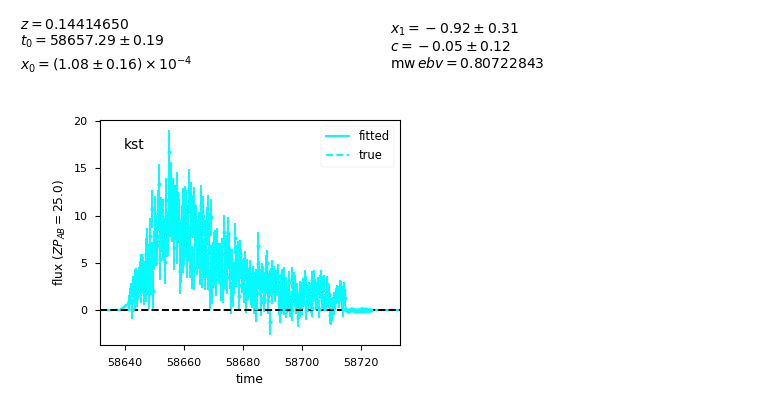 z = 0.14414650
t₀ = 58657.29 ± 0.19
x₀ = (1.08 ± 0.16) × 10⁻⁴
x₁ = −0.92 ± 0.31
c = −0.05 ± 0.12
mw ebv = 0.80722843
kst
fitted
true
20
15
10
5
0
flux (ZP_AB = 25.0)
58640 58660 58680 58700 58720
time